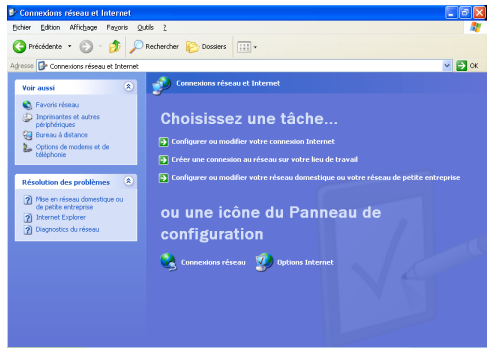 Connexions réseau et Internet
Fichier Edition Affichage Favoris Outils ?
Précédente Rechercher Dossiers
Adresse Connexions réseau et Internet OK
Voir aussi
Favoris réseau
Imprimantes et autres
périphériques
Bureau à distance
Options de modems et de
téléphonie
Résolution des problèmes
Mise en réseau domestique ou
de petite entreprise
Internet Explorer
Diagnostics du réseau
Connexions réseau et Internet
Choisissez une tâche...
Configurer ou modifier votre connexion Internet
Créer une connexion au réseau sur votre lieu de travail
Configurer ou modifier votre réseau domestique ou votre réseau de petite entreprise
ou une icône du Panneau de
configuration
Connexions réseau Options Internet